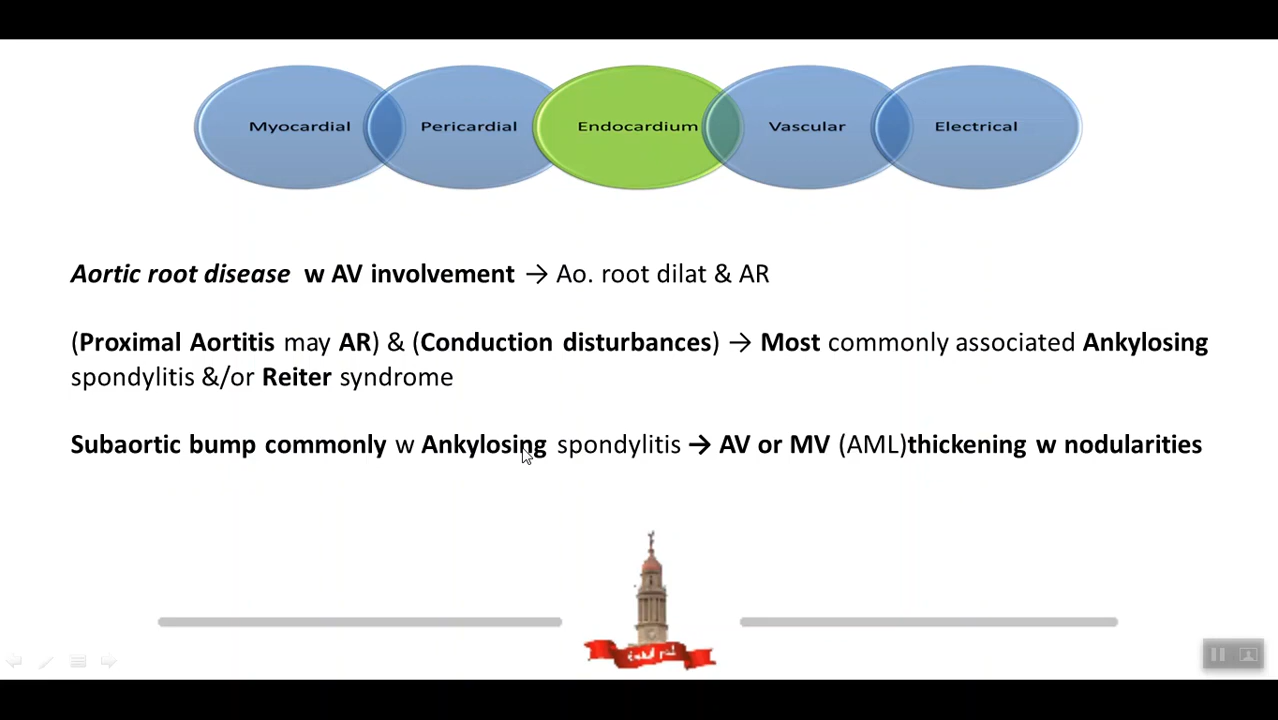 Myocardial Pericardial Endocardium Vascular Electrical
Aortic root disease w AV involvement → Ao. root dilat & AR
(Proximal Aortitis may AR) & (Conduction disturbances) → Most commonly associated Ankylosing
spondylitis &/or Reiter syndrome
Subaortic bump commonly w Ankylosing spondylitis → AV or MV (AML)thickening w nodularities